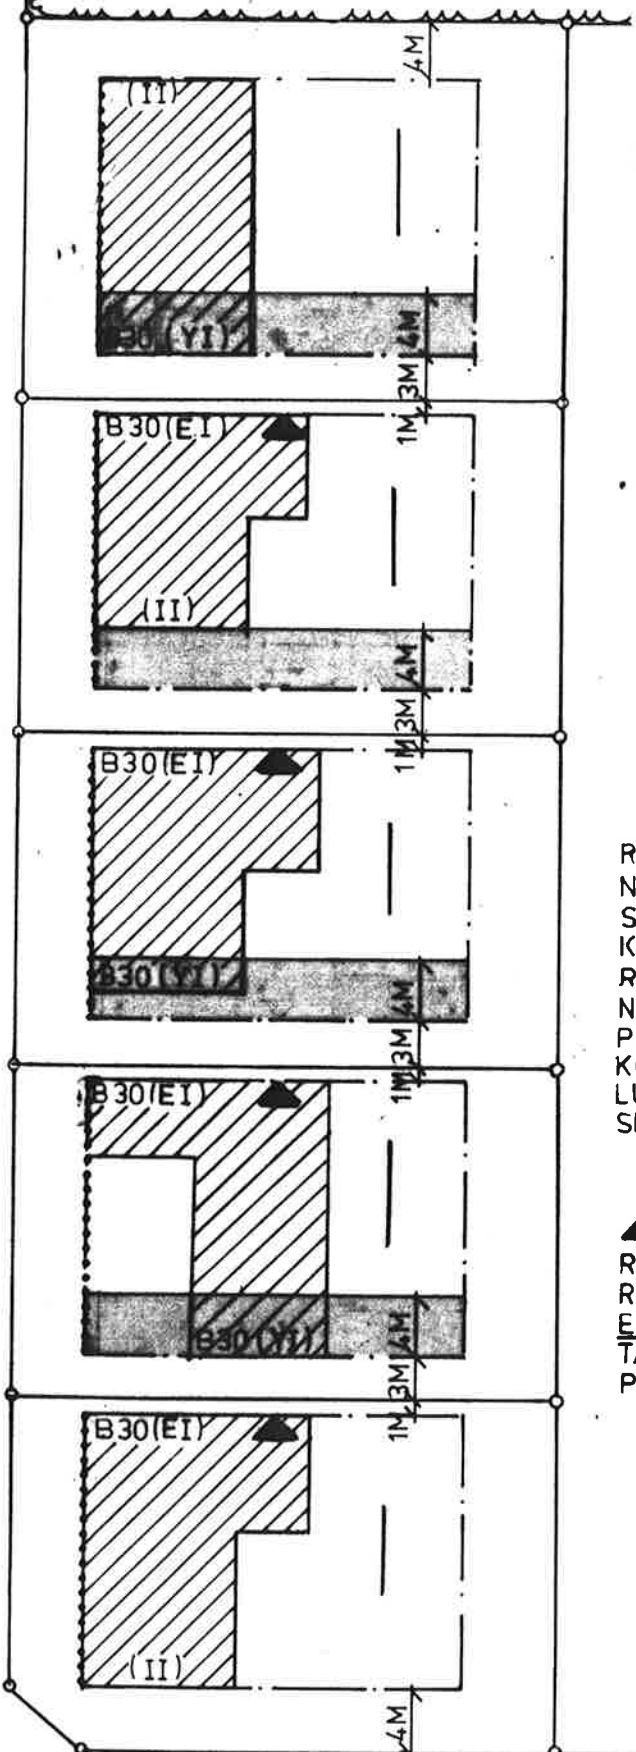 4M
(II)
B30(YI)
4M
3M
1M
B30(EI)
(II)
4M
3M
1M
B30(EI)
B30(YI)
4M
3M
1M
B30(EI)
B30(YI)
4M
3M
1M
B30(EI)
(II)
4M
R
N
S
K
R
N
P
K
LU
S
R
R
E
T
P